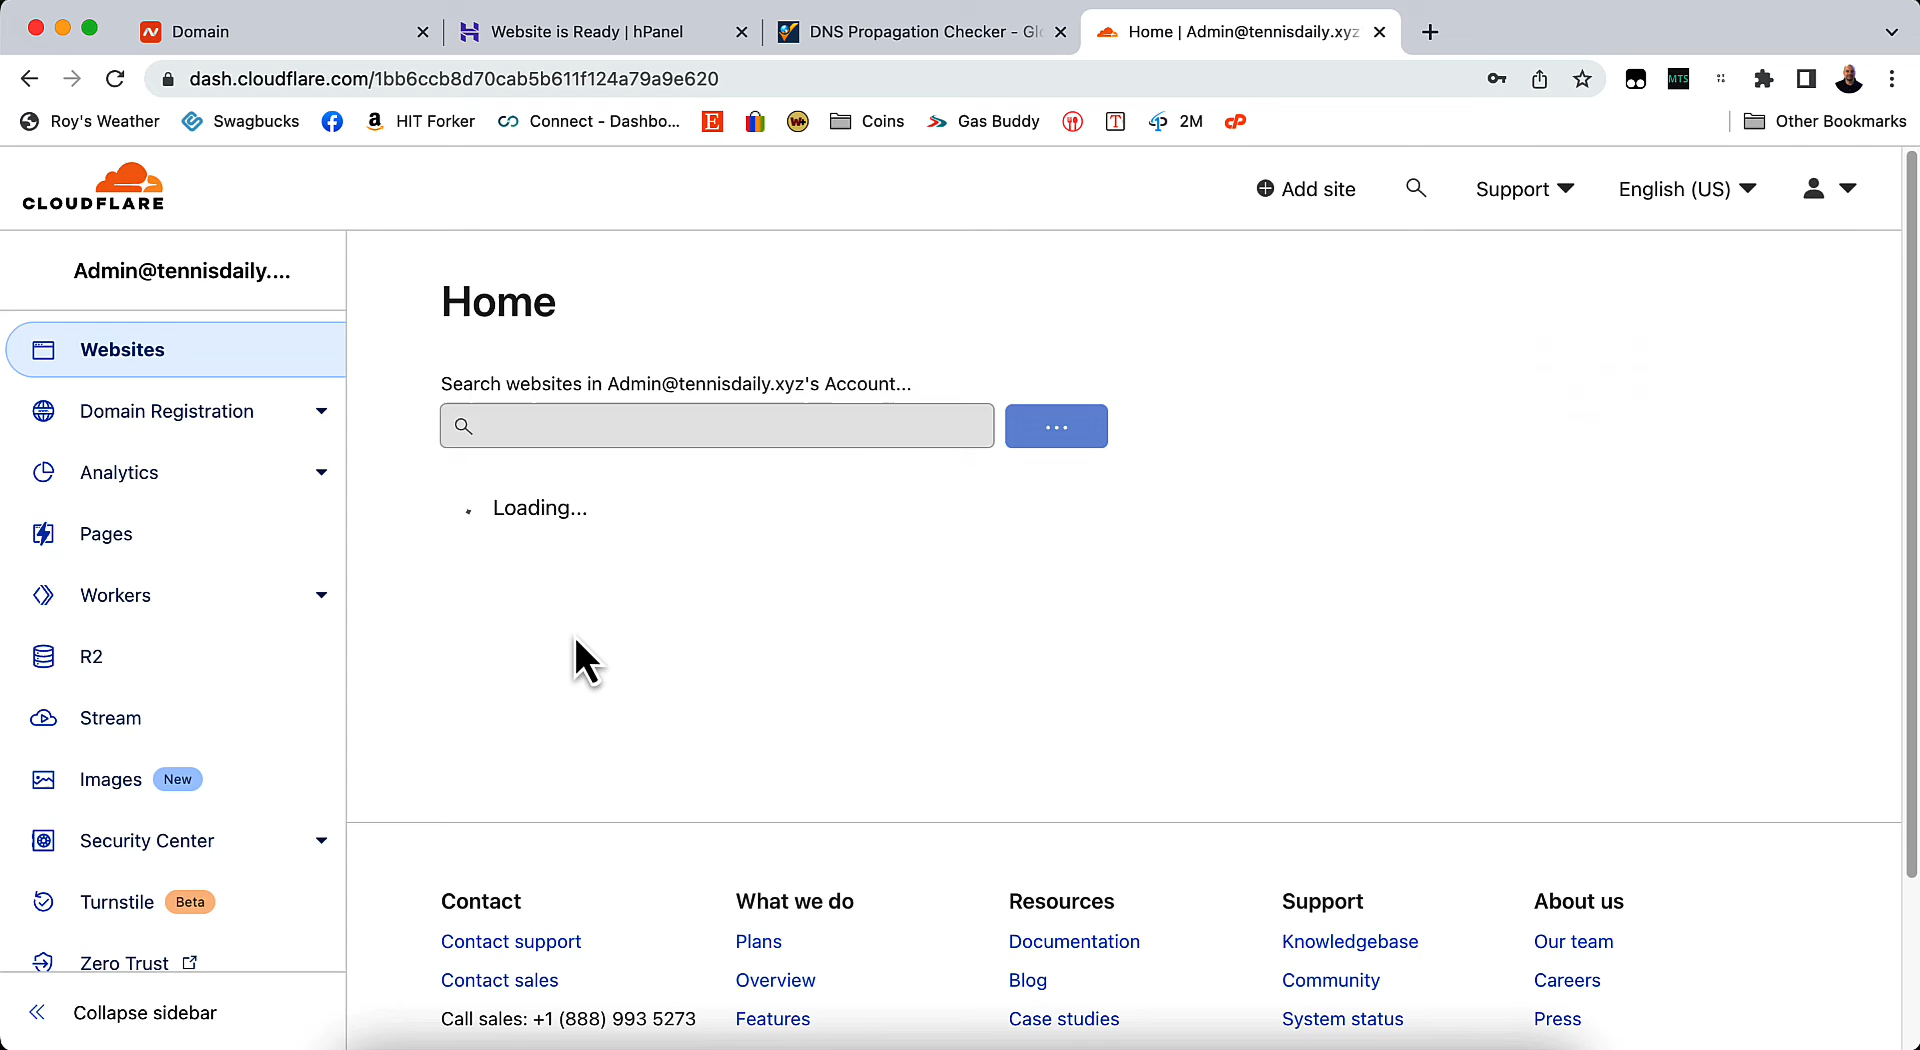 Domain
Website is Ready | hPanel
DNS Propagation Checker - Glo
Home | Admin@tennisdaily.xyz
dash.cloudflare.com/1bb6ccb8d70cab5b611f124a79a9e620
MTS
Roy's Weather
Swagbucks
a HIT Forker
Connect - Dashbo...
E
W+
Coins
Gas Buddy
T
2M
cP
Other Bookmarks
CLOUDFLARE
Add site
Support
English (US)
Admin@tennisdaily....
Websites
Domain Registration
Analytics
Pages
Workers
R2
Stream
Images New
Security Center
Turnstile Beta
Zero Trust
Collapse sidebar
Home
Search websites in Admin@tennisdaily.xyz's Account...
...
Loading...
Contact
Contact support
Contact sales
Call sales: +1 (888) 993 5273
What we do
Plans
Overview
Features
Resources
Documentation
Blog
Case studies
Support
Knowledgebase
Community
System status
About us
Our team
Careers
Press